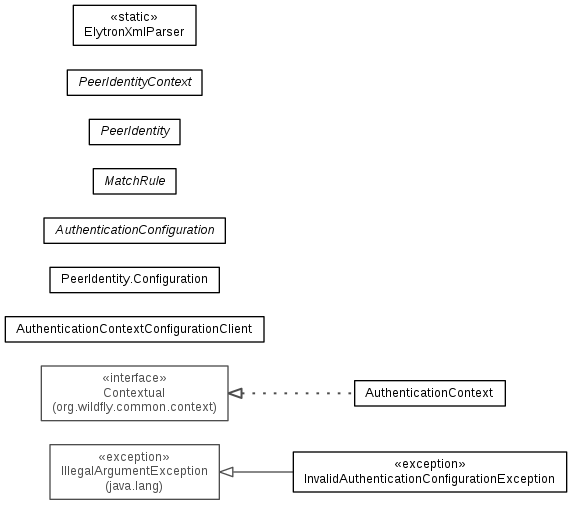 «static»
ElytronXmlParser
PeerIdentityContext
PeerIdentity
MatchRule
AuthenticationConfiguration
PeerIdentity.Configuration
AuthenticationContextConfigurationClient
«interface»
Contextual
(org.wildfly.common.context)
AuthenticationContext
«exception»
IllegalArgumentException
(java.lang)
«exception»
InvalidAuthenticationConfigurationException